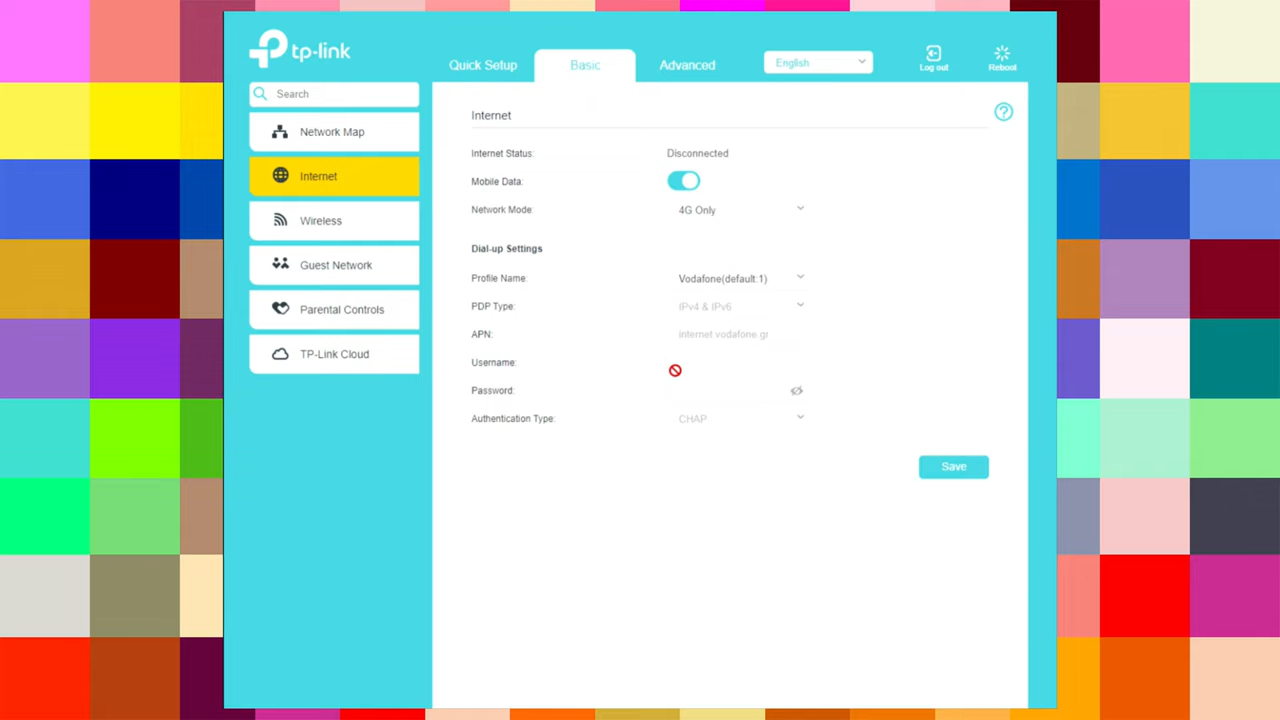 tp-link
Quick Setup
Basic
Advanced
English
Log out
Reboot
Search
Network Map
Internet
Wireless
Guest Network
Parental Controls
TP-Link Cloud
Internet
Internet Status: Disconnected
Mobile Data:
Network Mode: 4G Only
Dial-up Settings
Profile Name: Vodafone(default:1)
PDP Type: IPv4 & IPv6
APN: internet vodafone gr
Username:
Password:
Authentication Type: CHAP
Save